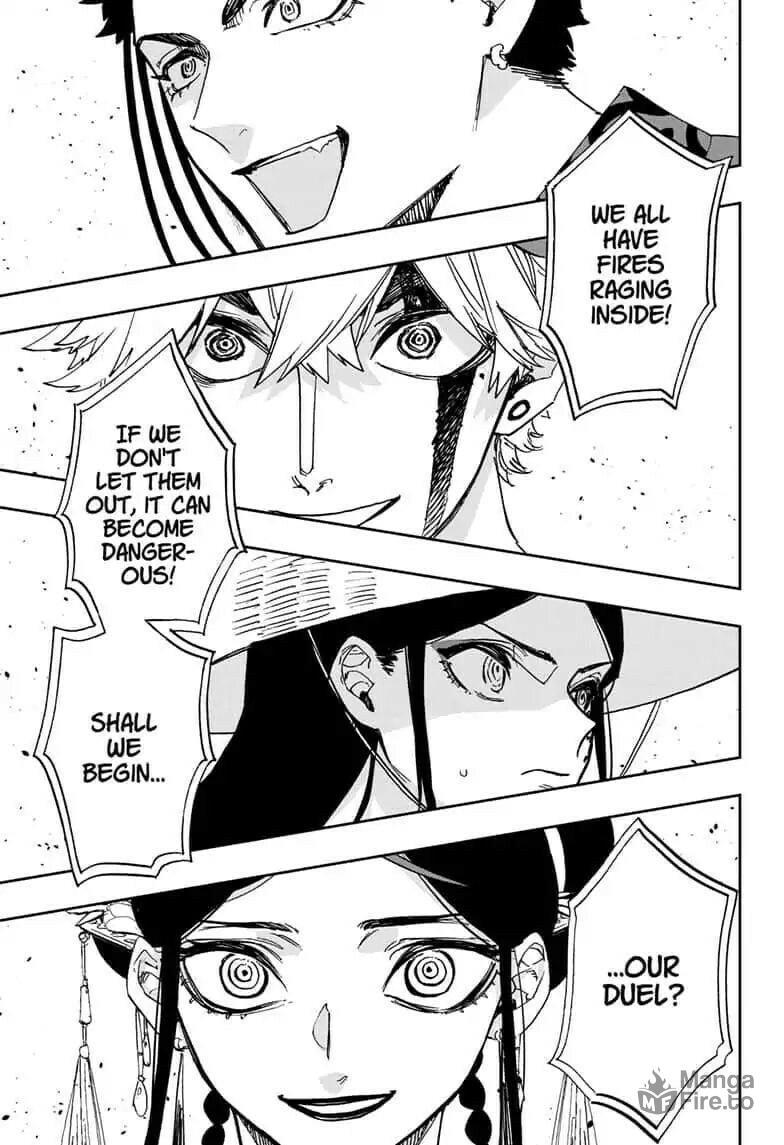 WE ALL
HAVE
FIRES
RAGING
INSIDE!
IF WE
DON'T
LET THEM
OUT, IT CAN
BECOME
DANGER-
OUS!
SHALL
WE
BEGIN...
...OUR
DUEL?
Manga
Fire.to
MF